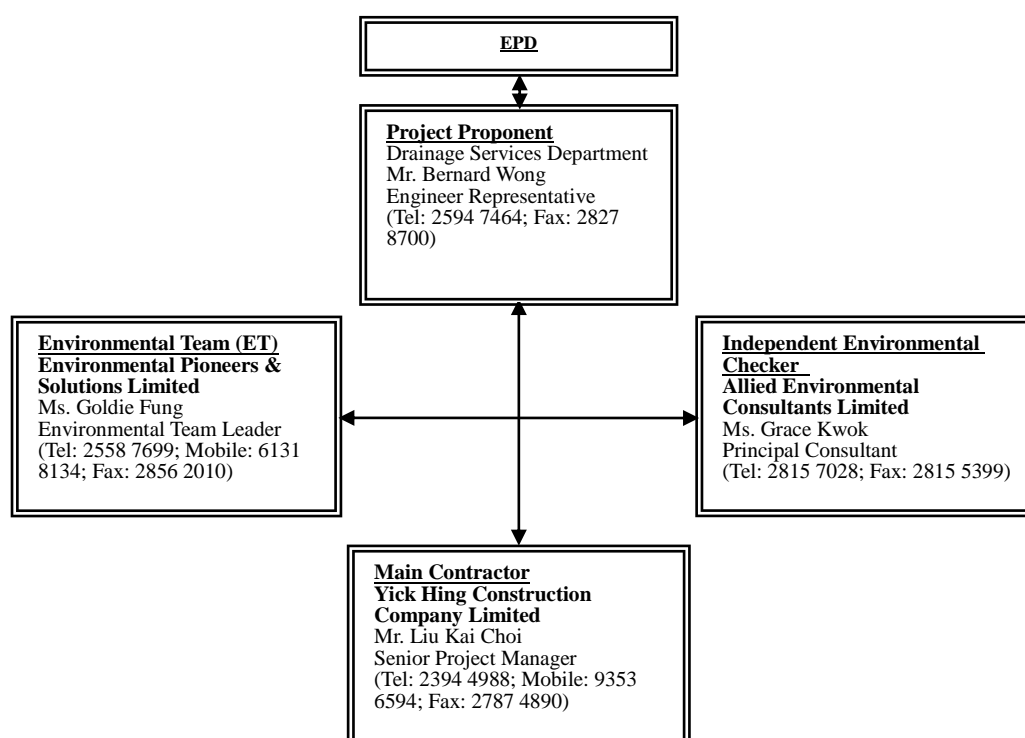 EPD
Project Proponent
Drainage Services Department
Mr. Bernard Wong
Engineer Representative
(Tel: 2594 7464; Fax: 2827
8700)
Environmental Team (ET)
Environmental Pioneers &
Solutions Limited
Ms. Goldie Fung
Environmental Team Leader
(Tel: 2558 7699; Mobile: 6131
8134; Fax: 2856 2010)
Independent Environmental
Checker
Allied Environmental
Consultants Limited
Ms. Grace Kwok
Principal Consultant
(Tel: 2815 7028; Fax: 2815 5399)
Main Contractor
Yick Hing Construction
Company Limited
Mr. Liu Kai Choi
Senior Project Manager
(Tel: 2394 4988; Mobile: 9353
6594; Fax: 2787 4890)